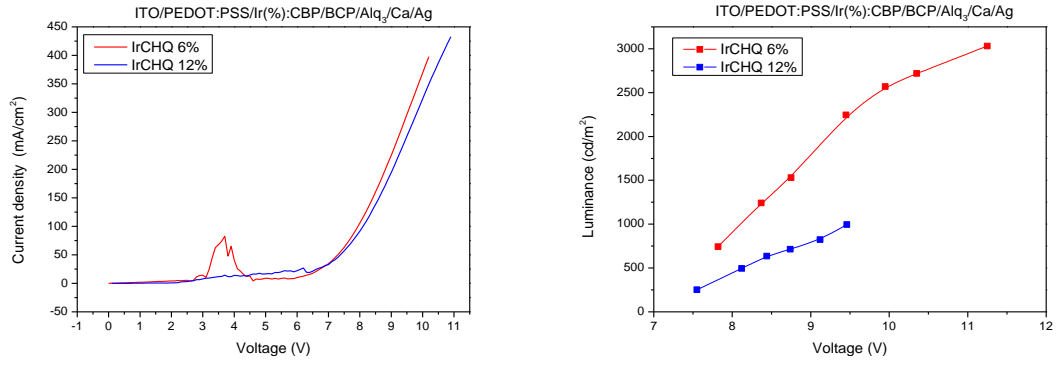 ITO/PEDOT:PSS/Ir(%):CBP/BCP/Alq₃/Ca/Ag
IrCHQ 6%
IrCHQ 12%
Current density (mA/cm²)
450
400
350
300
250
200
150
100
50
0
-50
-1 0 1 2 3 4 5 6 7 8 9 10 11
Voltage (V)
ITO/PEDOT:PSS/Ir(%):CBP/BCP/Alq₃/Ca/Ag
IrCHQ 6%
IrCHQ 12%
Luminance (cd/m²)
3000
2500
2000
1500
1000
500
0
7 8 9 10 11 12
Voltage (V)